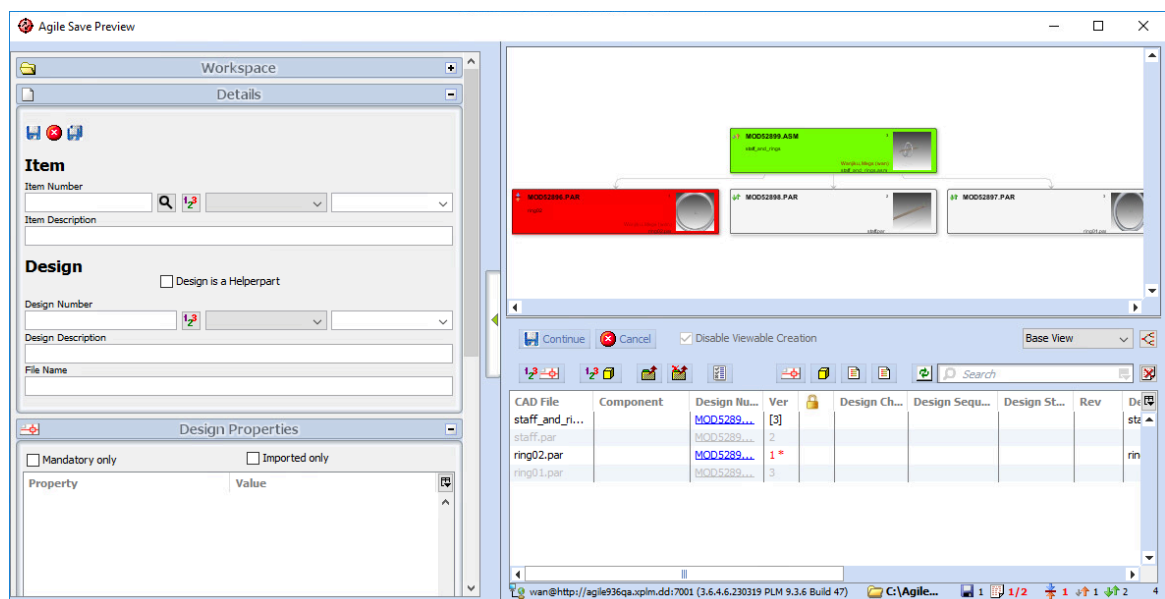 Agile Save Preview
Workspace
Details
Item
Item Number
Item Description
Design
Design is a Helperpart
Design Number
Design Description
File Name
Design Properties
Mandatory only
Imported only
Property Value
MOD52899.ASM
staff_and_rings
staff_and_rings.asm
MOD52898.PAR
staff.par
MOD52897.PAR
ring01.par
Continue
Cancel
Disable Viewable Creation
Base View
Search
CAD File Component Design Nu... Ver Design Ch... Design Sequ... Design St... Rev
staff_and_ri... MOD5289... [3] sta
staff.par MOD5289... 2
ring02.par MOD5289... 1 * rin
ring01.par MOD5289... 3
wan@http://agile936qa.xplm.dd:7001 (3.6.4.6.230319 PLM 9.3.6 Build 47) C:\Agile... 1 1/2 1 1 2 4